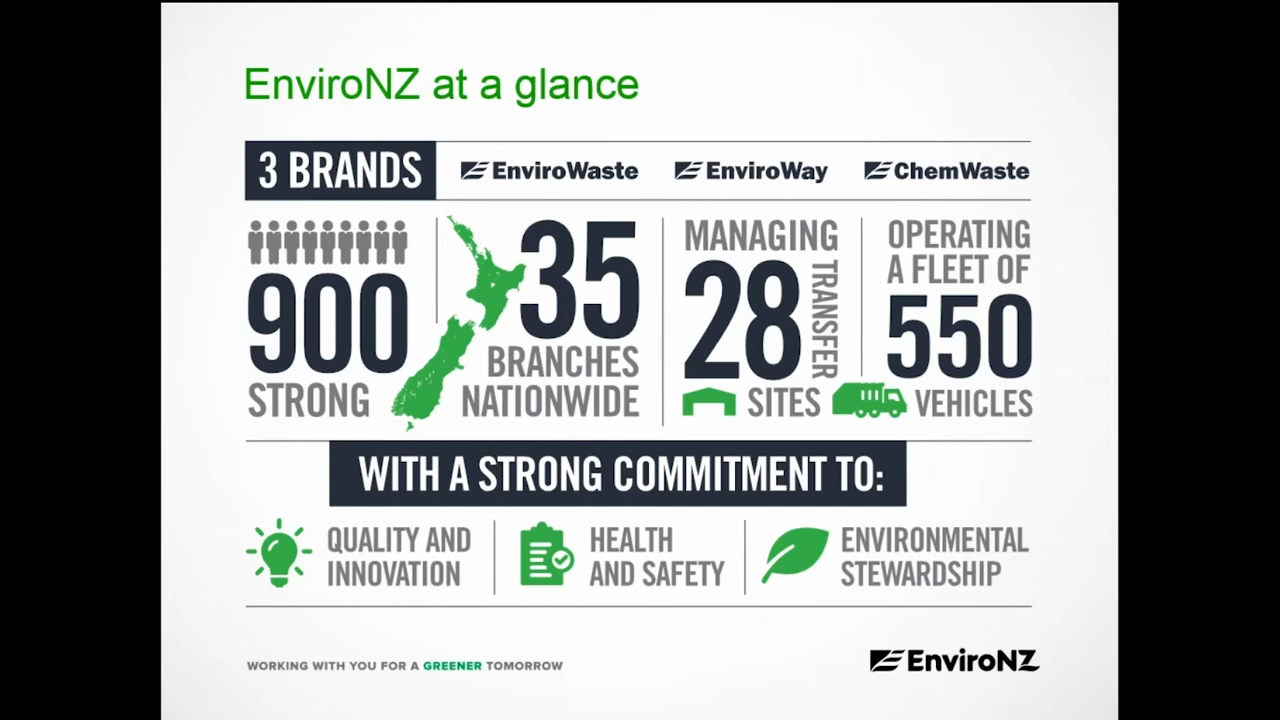 EnviroNZ at a glance
3 BRANDS
EnviroWaste
EnviroWay
ChemWaste
900
STRONG
35
BRANCHES
NATIONWIDE
MANAGING
28
TRANSFER
SITES
OPERATING
A FLEET OF
550
VEHICLES
WITH A STRONG COMMITMENT TO:
QUALITY AND
INNOVATION
HEALTH
AND SAFETY
ENVIRONMENTAL
STEWARDSHIP
WORKING WITH YOU FOR A GREENER TOMORROW
EnviroNZ